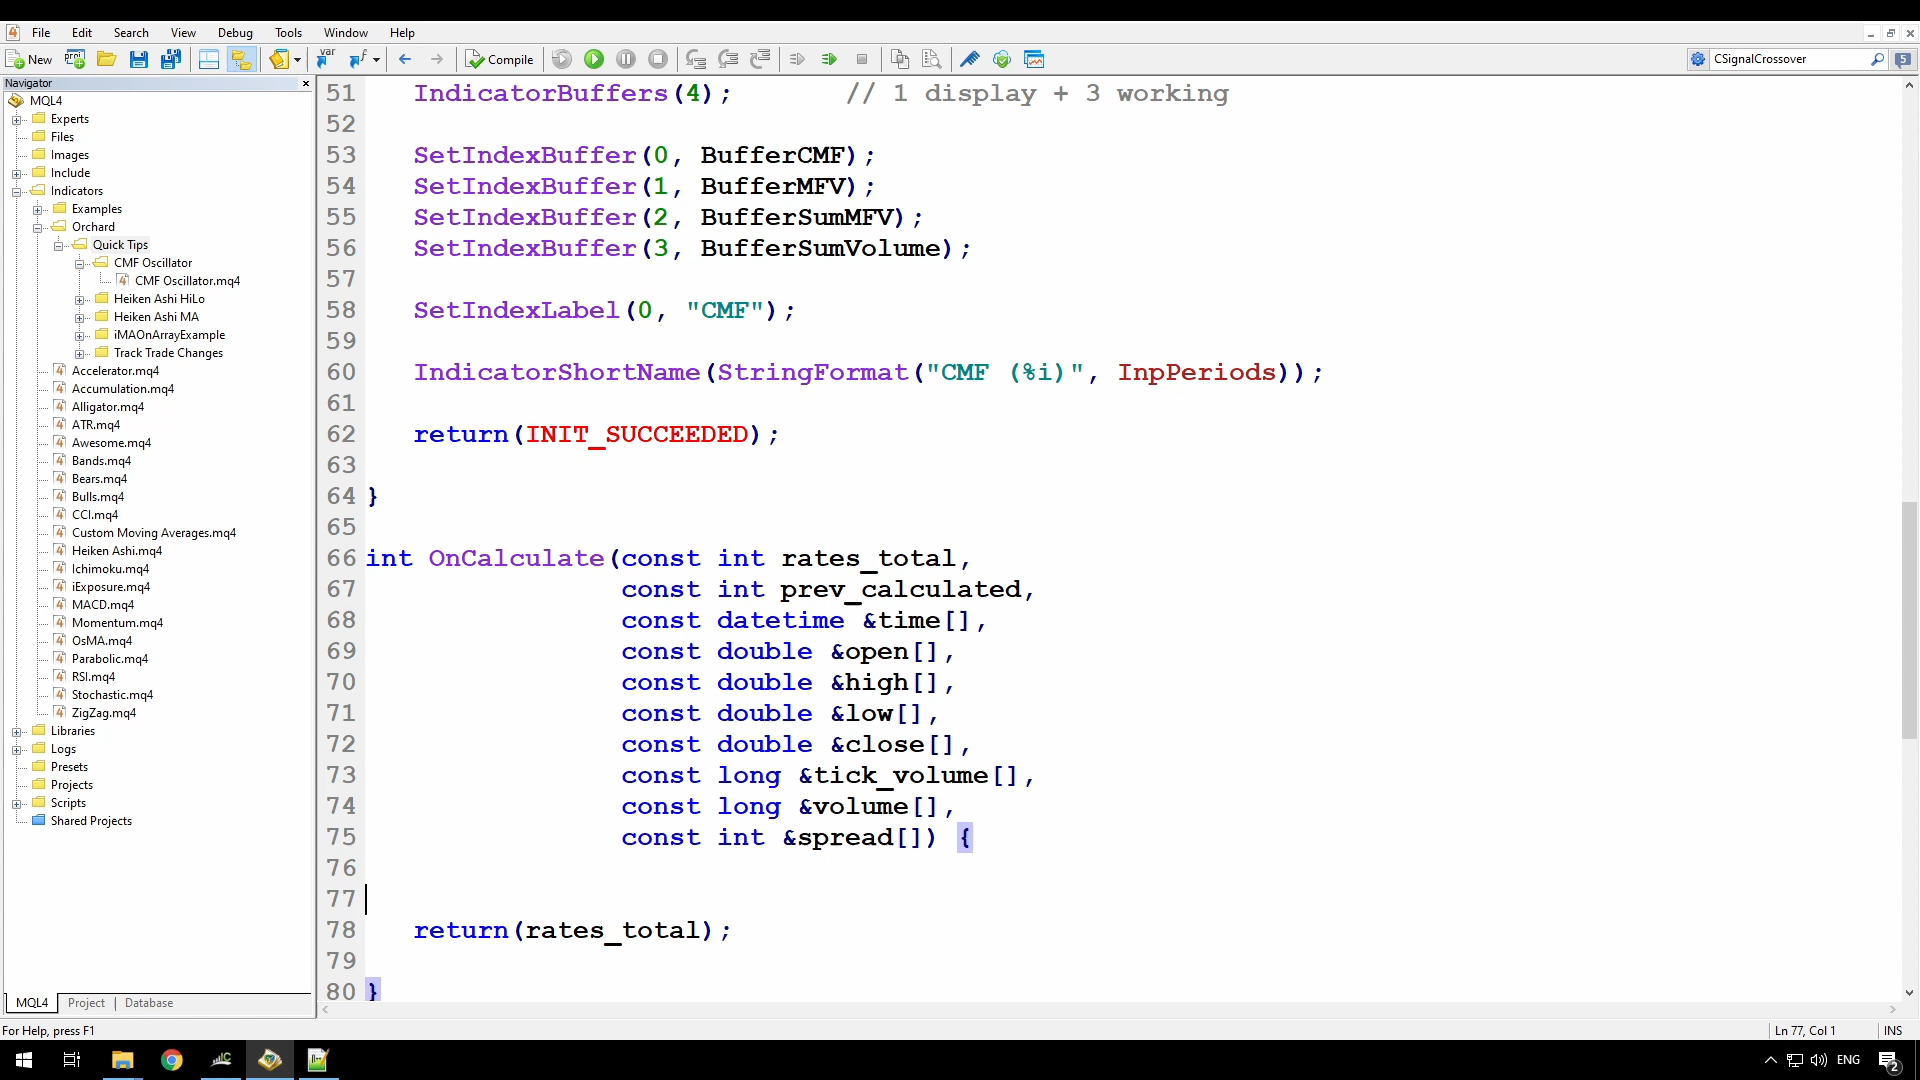 File Edit Search View Debug Tools Window Help
New Compile CSignalCrossover 5
Navigator
MQL4
Experts
Files
Images
Include
Indicators
Examples
Orchard
Quick Tips
CMF Oscillator
CMF Oscillator.mq4
Heiken Ashi HiLo
Heiken Ashi MA
iMAOnArrayExample
Track Trade Changes
Accelerator.mq4
Accumulation.mq4
Alligator.mq4
ATR.mq4
Awesome.mq4
Bands.mq4
Bears.mq4
Bulls.mq4
CCI.mq4
Custom Moving Averages.mq4
Heiken Ashi.mq4
Ichimoku.mq4
iExposure.mq4
MACD.mq4
Momentum.mq4
OsMA.mq4
Parabolic.mq4
RSI.mq4
Stochastic.mq4
ZigZag.mq4
Libraries
Logs
Presets
Projects
Scripts
Shared Projects
MQL4 Project Database
51 IndicatorBuffers(4); // 1 display + 3 working
52
53 SetIndexBuffer(0, BufferCMF);
54 SetIndexBuffer(1, BufferMFV);
55 SetIndexBuffer(2, BufferSumMFV);
56 SetIndexBuffer(3, BufferSumVolume);
57
58 SetIndexLabel(0, "CMF");
59
60 IndicatorShortName(StringFormat("CMF (%i)", InpPeriods));
61
62 return(INIT_SUCCEEDED);
63
64 }
65
66 int OnCalculate(const int rates_total,
67 const int prev_calculated,
68 const datetime &time[],
69 const double &open[],
70 const double &high[],
71 const double &low[],
72 const double &close[],
73 const long &tick_volume[],
74 const long &volume[],
75 const int &spread[]) {
76
77
78 return(rates_total);
79
80 }
For Help, press F1 Ln 77, Col 1 INS
ENG 2